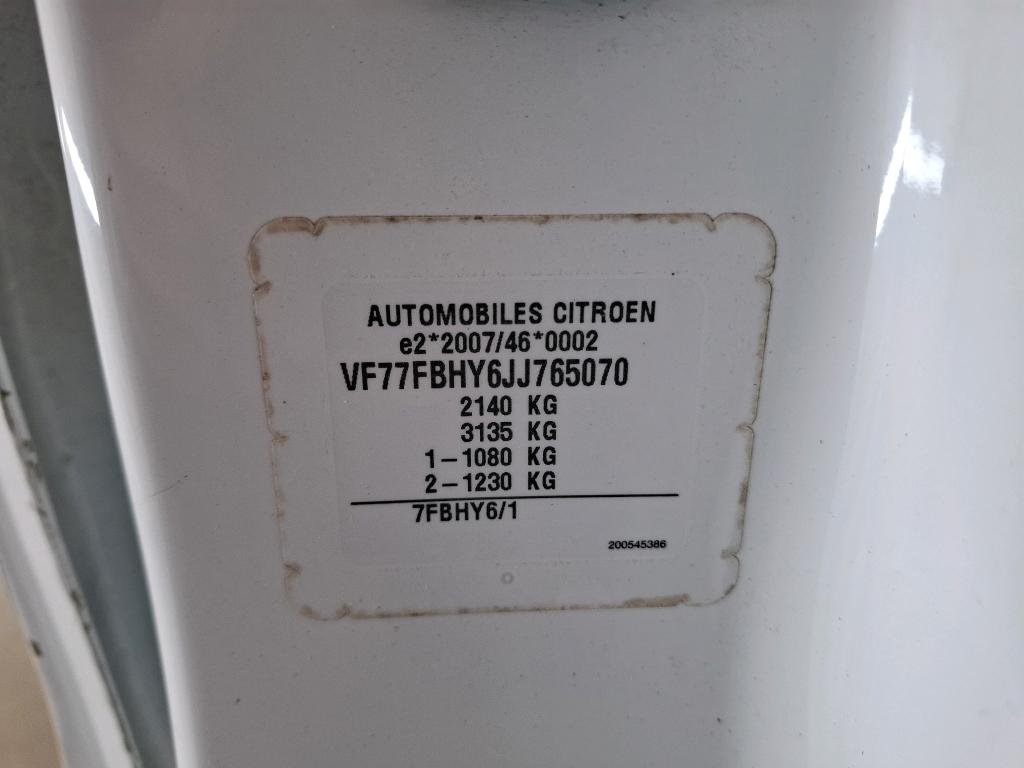 AUTOMOBILES CITROEN
e2*2007/46*0002
VF77FBHY6JJ765070
2140 KG
3135 KG
1-1080 KG
2-1230 KG
7FBHY6/1
200545386